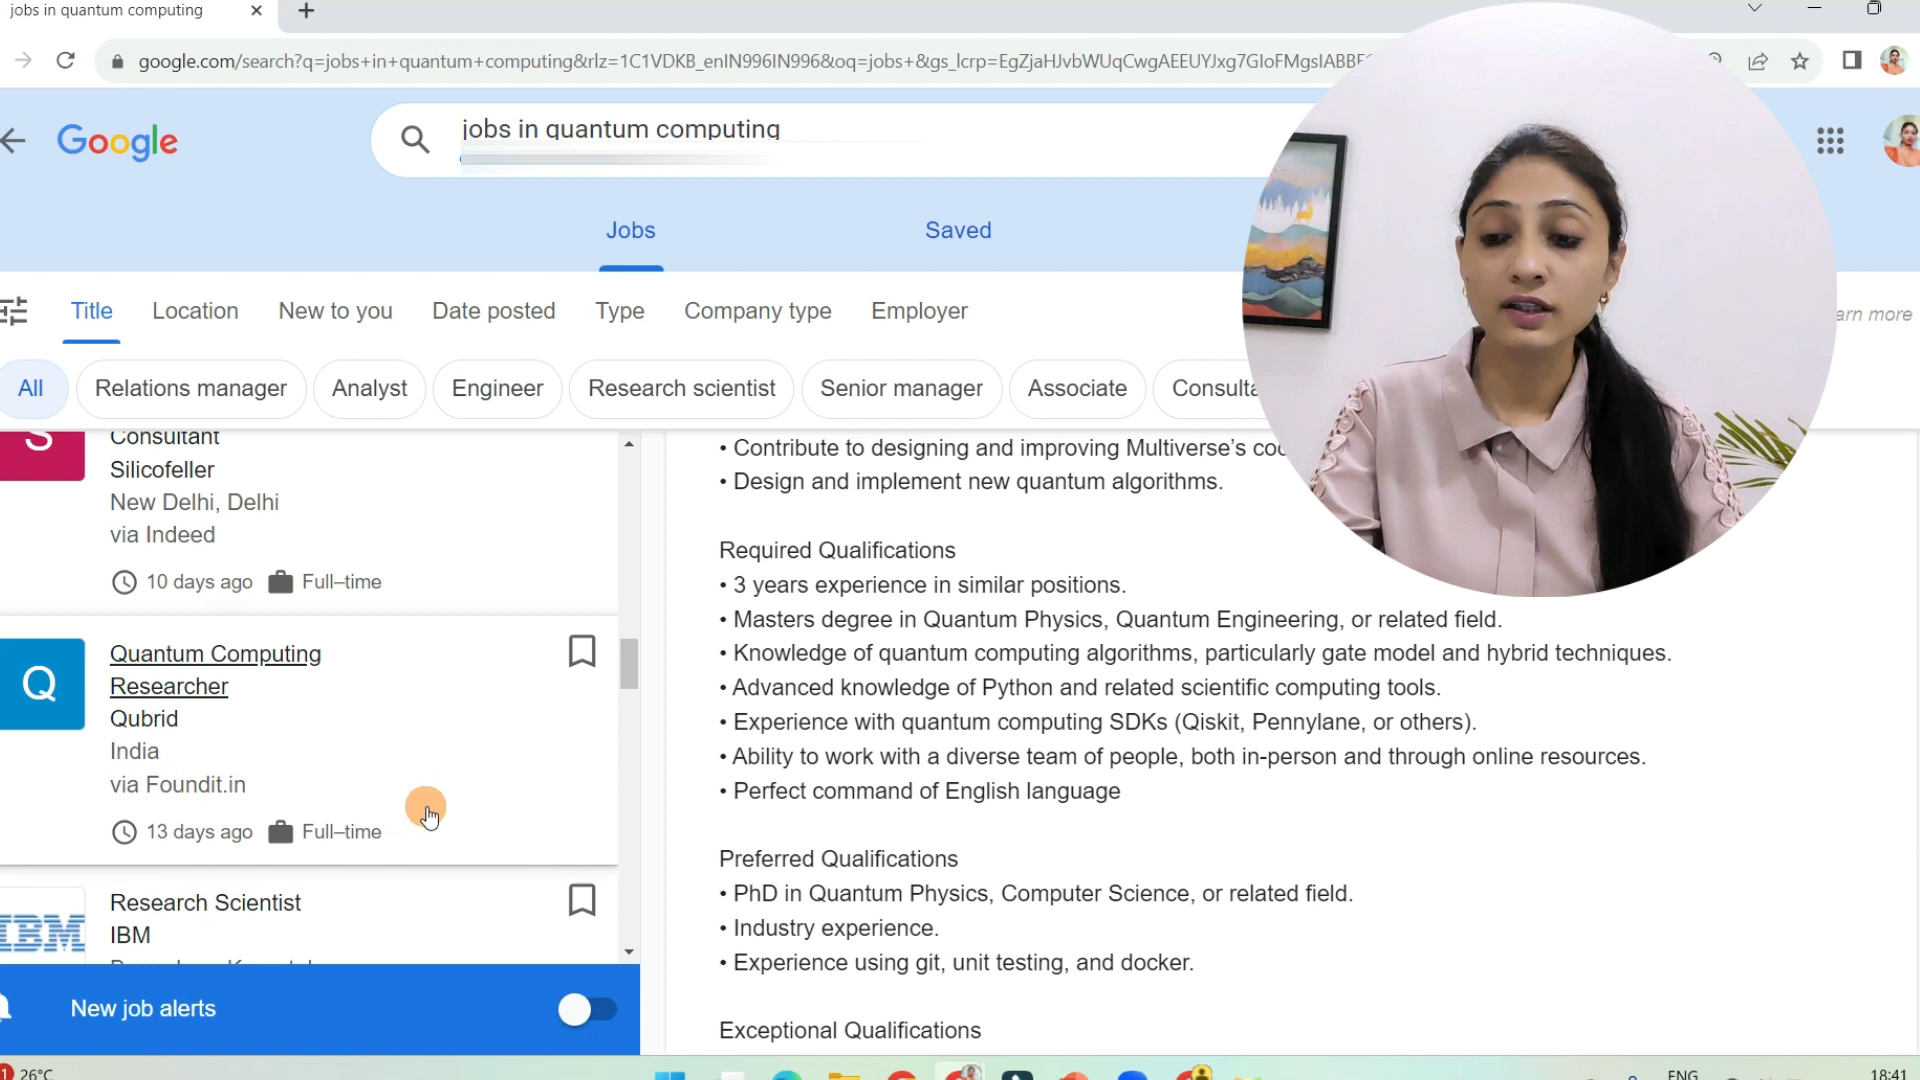 jobs in quantum computing
google.com/search?q=jobs+in+quantum+computing&rlz=1C1VDKB_enIN996IN996&oq=jobs+&gs_lcrp=EgZjaHJvbWUqCwgAEEUYJxg7GIoFMgsIABBF
Google
jobs in quantum computing
Jobs
Saved
Title
Location
New to you
Date posted
Type
Company type
Employer
arn more
All
Relations manager
Analyst
Engineer
Research scientist
Senior manager
Associate
Consulta
S
Consultant
Silicofeller
New Delhi, Delhi
via Indeed
10 days ago
Full–time
Q
Quantum Computing
Researcher
Qubrid
India
via Foundit.in
13 days ago
Full–time
IBM
Research Scientist
IBM
New job alerts
• Contribute to designing and improving Multiverse's co
• Design and implement new quantum algorithms.
Required Qualifications
• 3 years experience in similar positions.
• Masters degree in Quantum Physics, Quantum Engineering, or related field.
• Knowledge of quantum computing algorithms, particularly gate model and hybrid techniques.
• Advanced knowledge of Python and related scientific computing tools.
• Experience with quantum computing SDKs (Qiskit, Pennylane, or others).
• Ability to work with a diverse team of people, both in-person and through online resources.
• Perfect command of English language
Preferred Qualifications
• PhD in Quantum Physics, Computer Science, or related field.
• Industry experience.
• Experience using git, unit testing, and docker.
Exceptional Qualifications
1
26°C
ENG
18:41